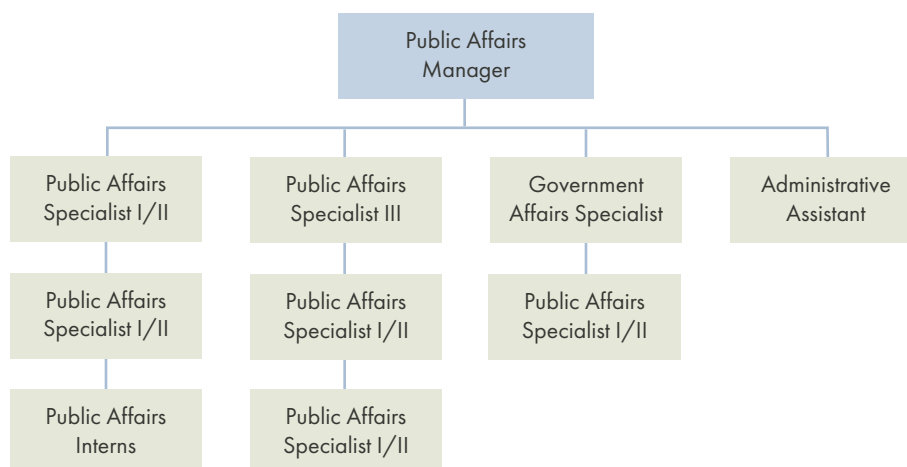 Public Affairs
Manager
Public Affairs
Specialist I/II
Public Affairs
Specialist III
Government
Affairs Specialist
Administrative
Assistant
Public Affairs
Specialist I/II
Public Affairs
Specialist I/II
Public Affairs
Specialist I/II
Public Affairs
Interns
Public Affairs
Specialist I/II